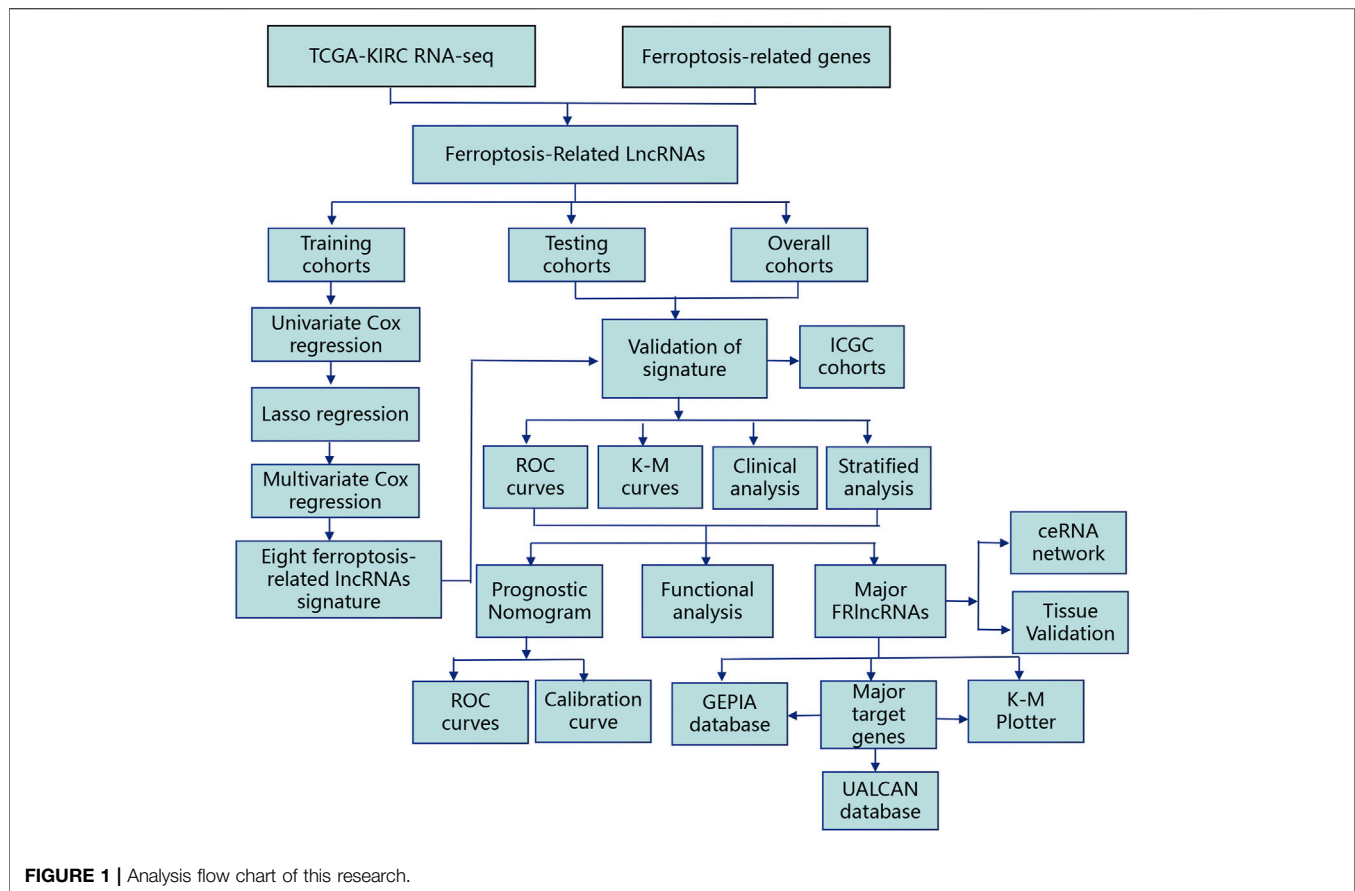 TCGA-KIRC RNA-seq
Ferroptosis-related genes
Ferroptosis-Related LncRNAs
Training
cohorts
Testing
cohorts
Overall
cohorts
Univariate Cox
regression
Validation of
signature
ICGC
cohorts
Lasso regression
Multivariate Cox
regression
ROC
curves
K-M
curves
Clinical
analysis
Stratified
analysis
Eight ferroptosis-
related lncRNAs
signature
Prognostic
Nomogram
Functional
analysis
Major
FRlncRNAs
ceRNA
network
Tissue
Validation
ROC
curves
Calibration
curve
GEPIA
database
Major
target
genes
K-M
Plotter
UALCAN
database
FIGURE 1 | Analysis flow chart of this research.